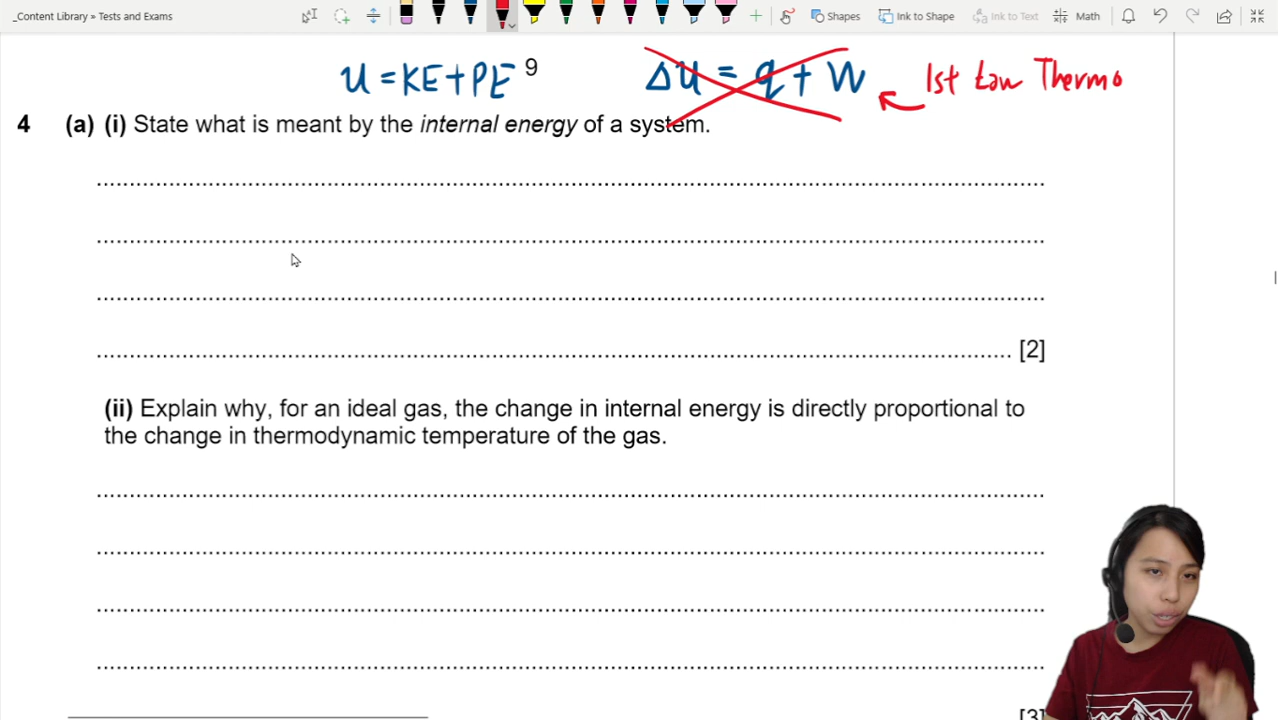 _Content Library » Tests and Exams
Shapes
Ink to Shape
Ink to Text
Math
U = KE + PE
9
ΔU = q + W
1st Law Thermo
4 (a) (i) State what is meant by the internal energy of a system.
[2]
(ii) Explain why, for an ideal gas, the change in internal energy is directly proportional to
the change in thermodynamic temperature of the gas.
[3]